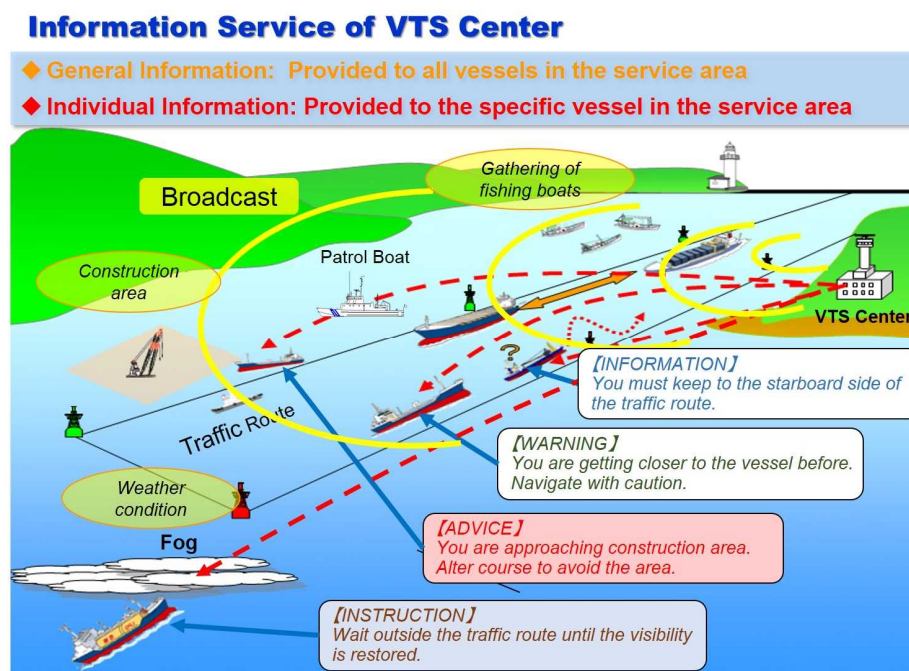 Information Service of VTS Center
◆ General Information: Provided to all vessels in the service area
◆ Individual Information: Provided to the specific vessel in the service area
Gathering of
fishing boats
Broadcast
Construction
area
Patrol Boat
VTS Center
?
【INFORMATION】
You must keep to the starboard side of
the traffic route.
Traffic Route
【WARNING】
You are getting closer to the vessel before.
Navigate with caution.
Weather
condition
【ADVICE】
You are approaching construction area.
Alter course to avoid the area.
Fog
【INSTRUCTION】
Wait outside the traffic route until the visibility
is restored.